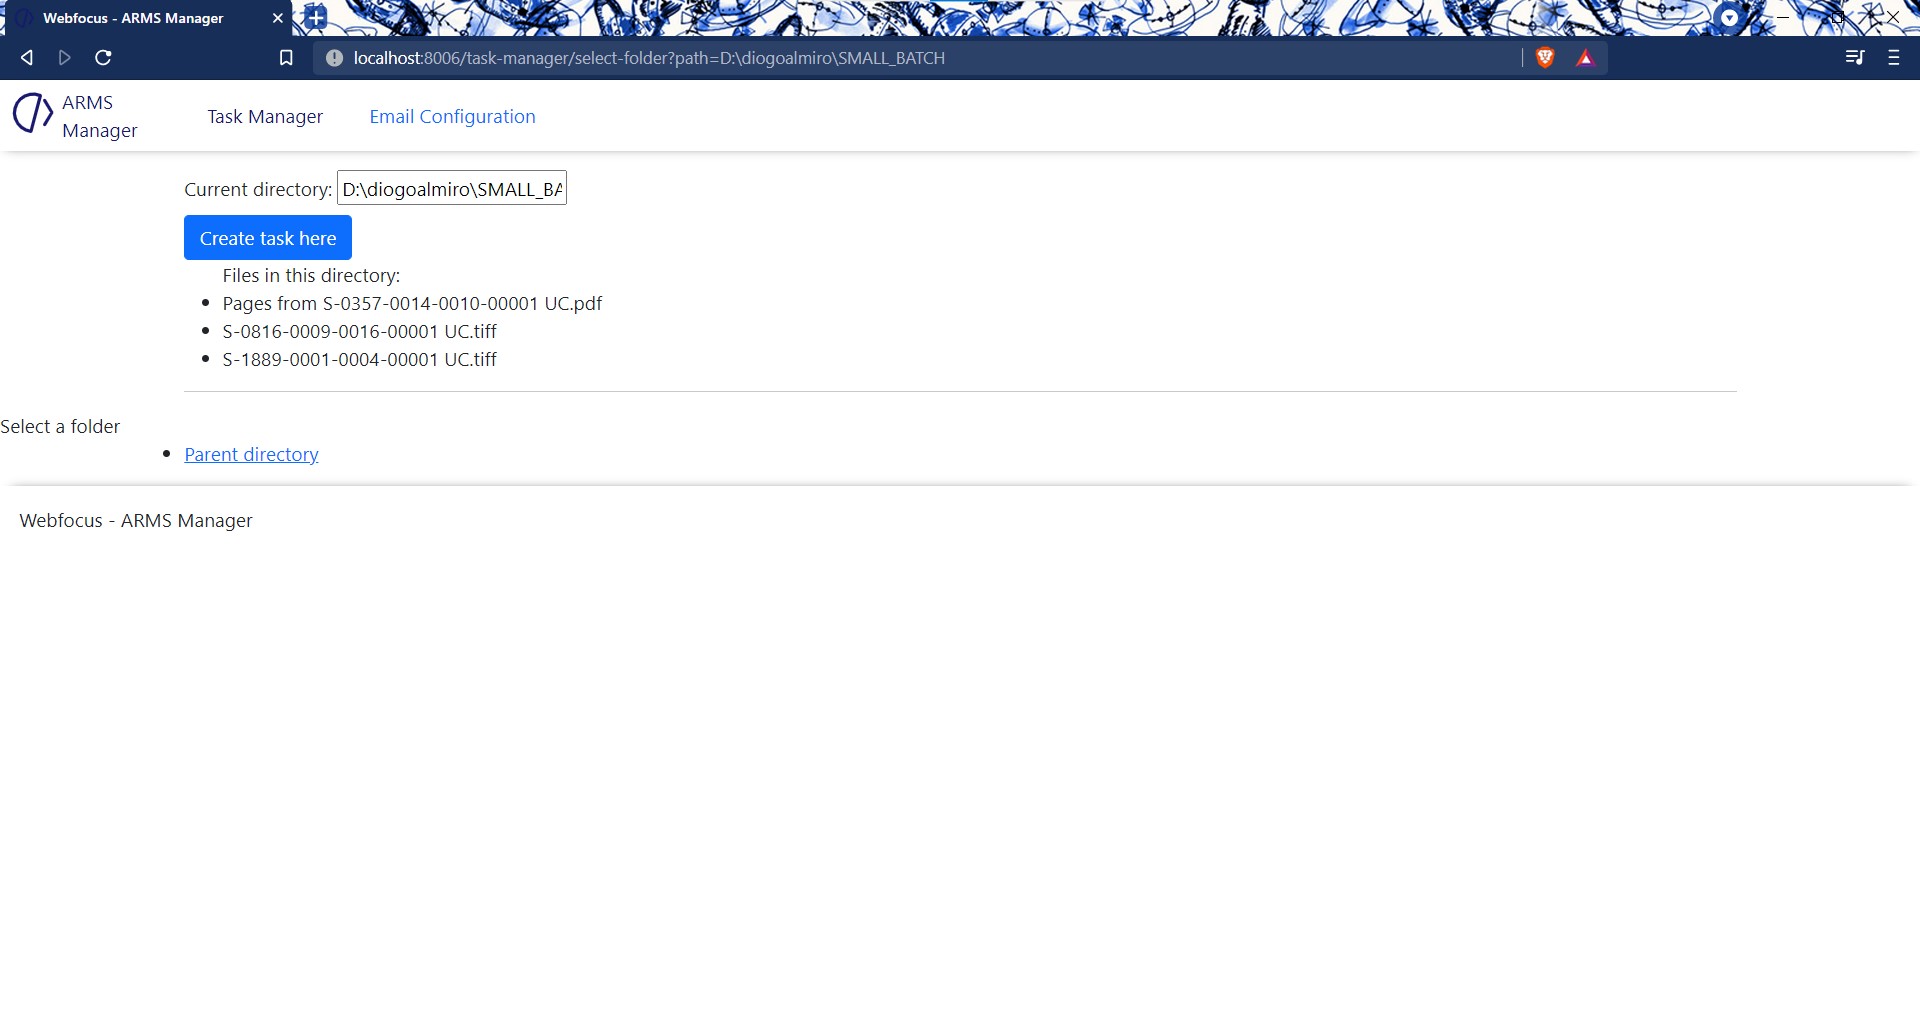 Webfocus - ARMS Manager
localhost:8006/task-manager/select-folder?path=D:\diogoalmiro\SMALL_BATCH
ARMS
Manager
Task Manager
Email Configuration
Current directory: D:\diogoalmiro\SMALL_BA
Create task here
Files in this directory:
Pages from S-0357-0014-0010-00001 UC.pdf
S-0816-0009-0016-00001 UC.tiff
S-1889-0001-0004-00001 UC.tiff
Select a folder
Parent directory
Webfocus - ARMS Manager